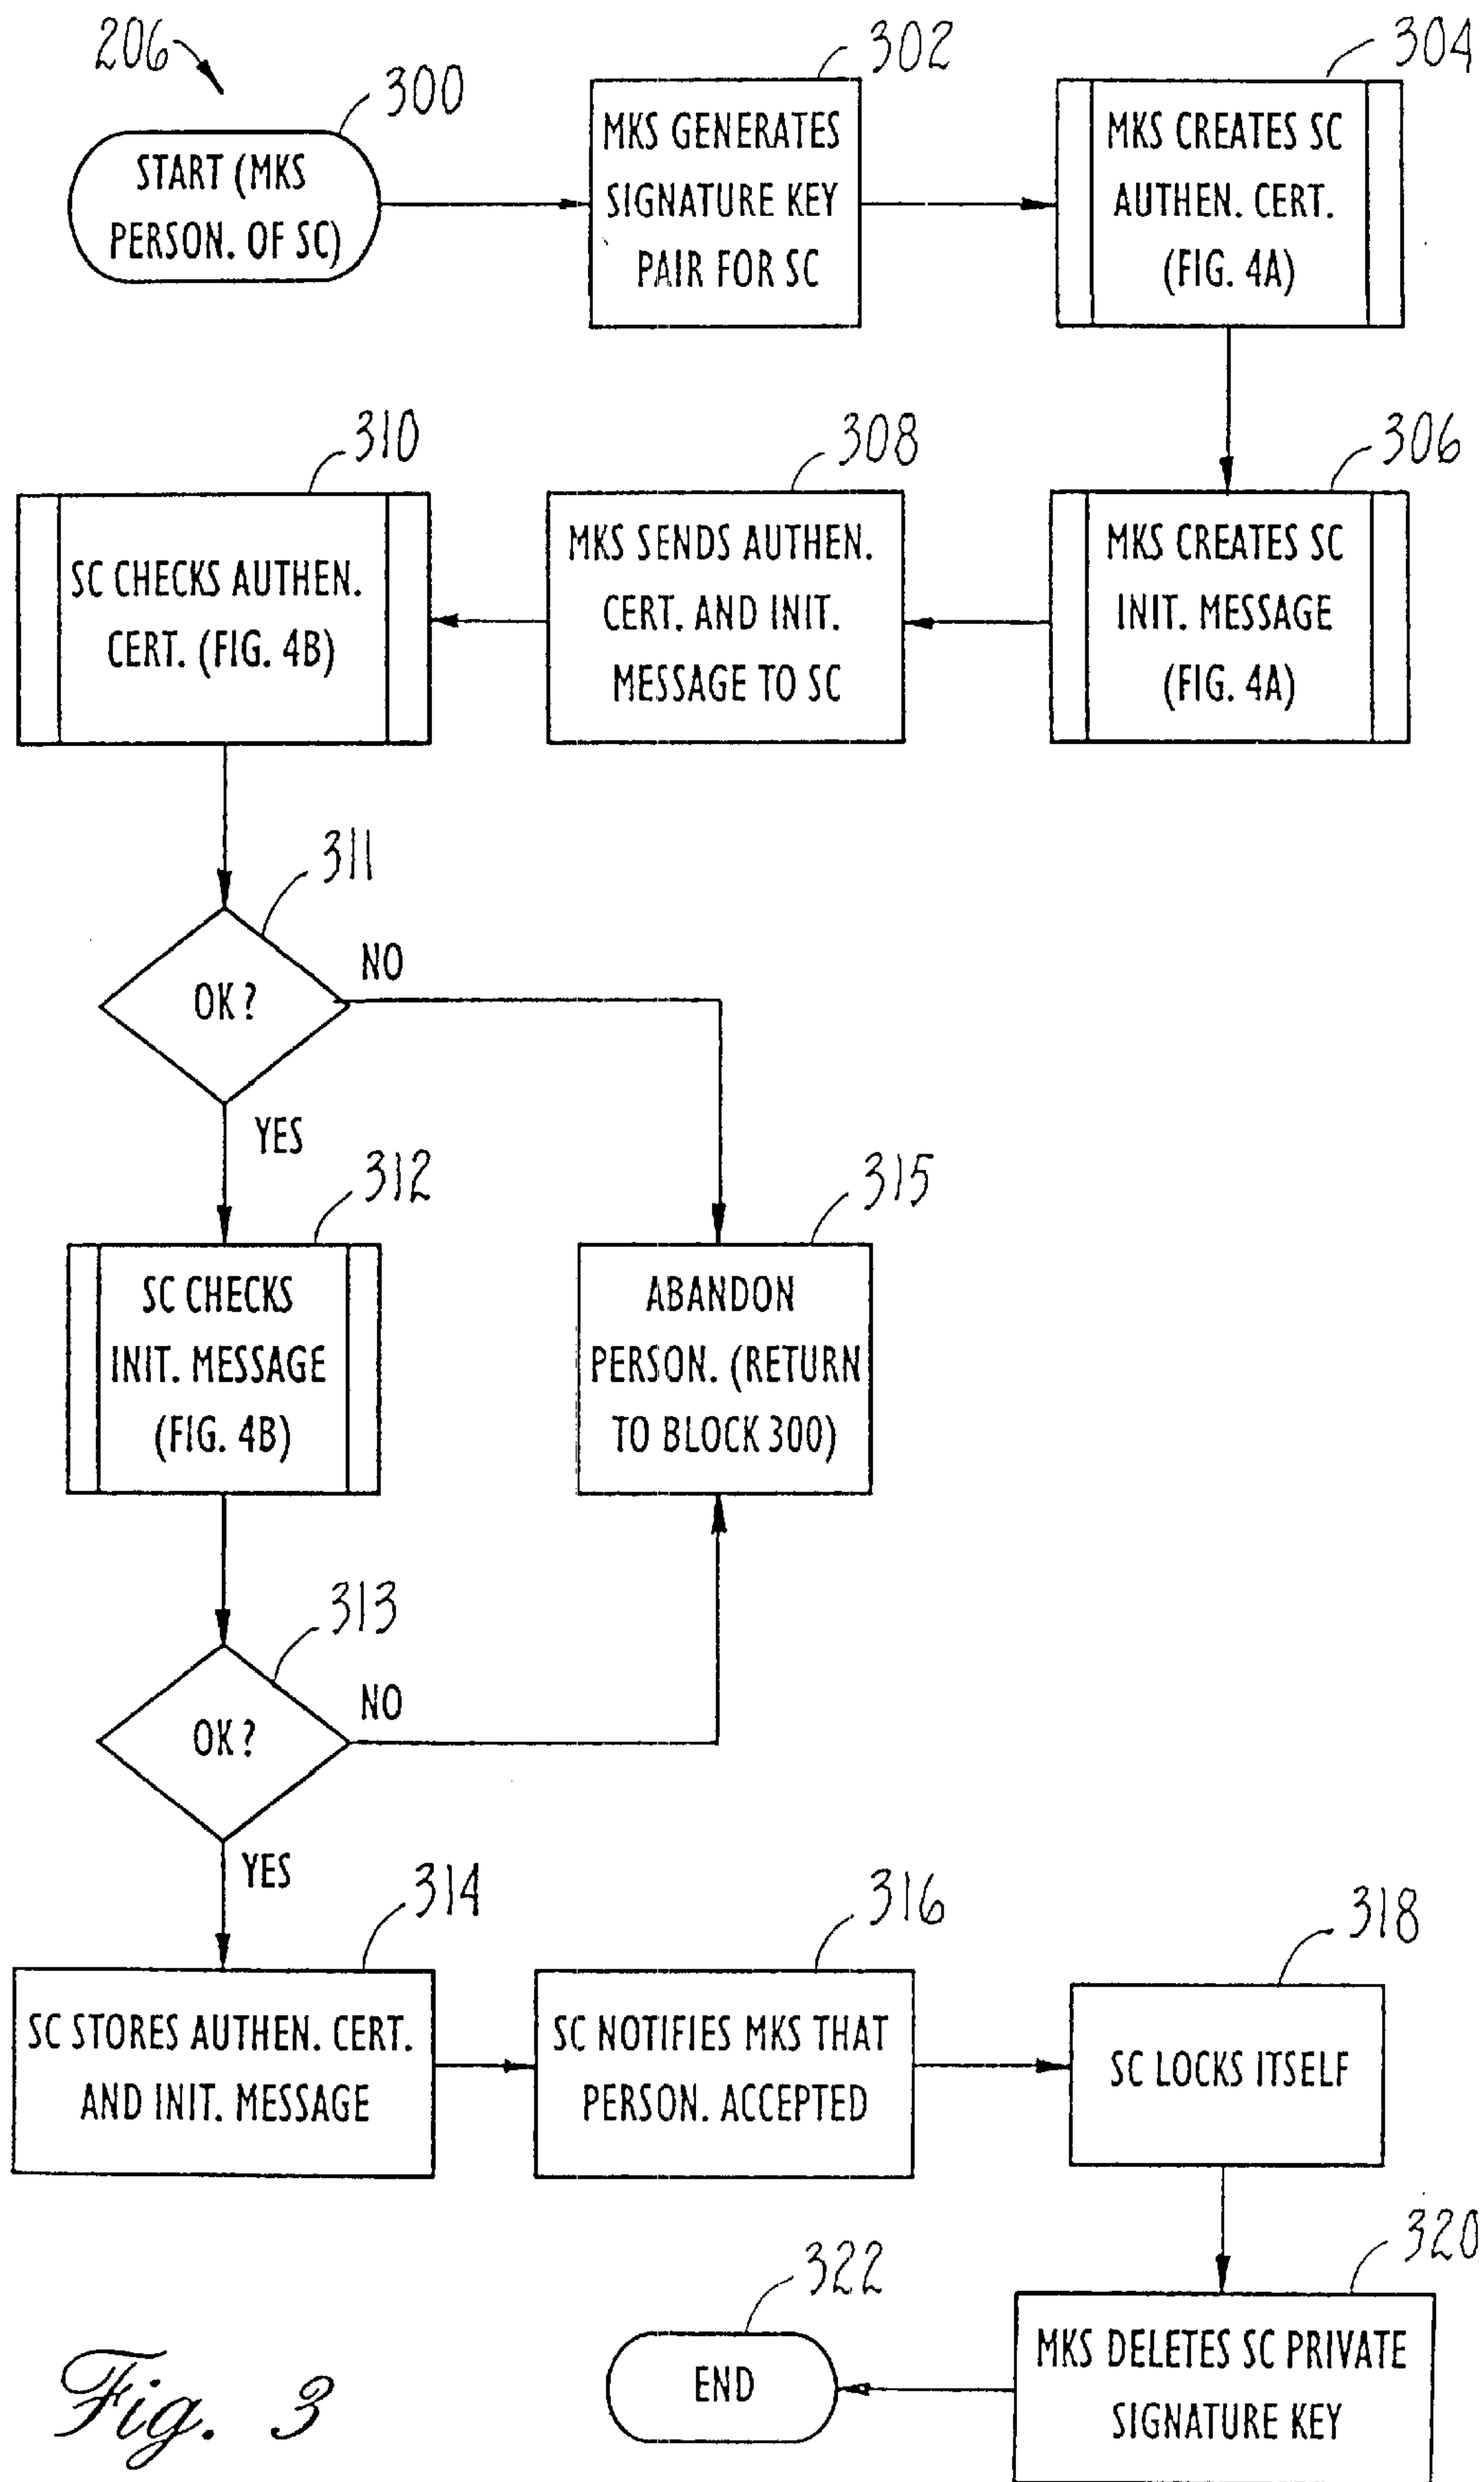 206
300
START (MKS
PERSON. OF SC)
302
MKS GENERATES
SIGNATURE KEY
PAIR FOR SC
304
MKS CREATES SC
AUTHEN. CERT.
(FIG. 4A)
306
MKS CREATES SC
INIT. MESSAGE
(FIG. 4A)
308
MKS SENDS AUTHEN.
CERT. AND INIT.
MESSAGE TO SC
310
SC CHECKS AUTHEN.
CERT. (FIG. 4B)
311
OK?
NO
YES
312
SC CHECKS
INIT. MESSAGE
(FIG. 4B)
315
ABANDON
PERSON. (RETURN
TO BLOCK 300)
313
OK?
NO
YES
314
SC STORES AUTHEN. CERT.
AND INIT. MESSAGE
316
SC NOTIFIES MKS THAT
PERSON. ACCEPTED
318
SC LOCKS ITSELF
320
MKS DELETES SC PRIVATE
SIGNATURE KEY
322
END
Fig. 3